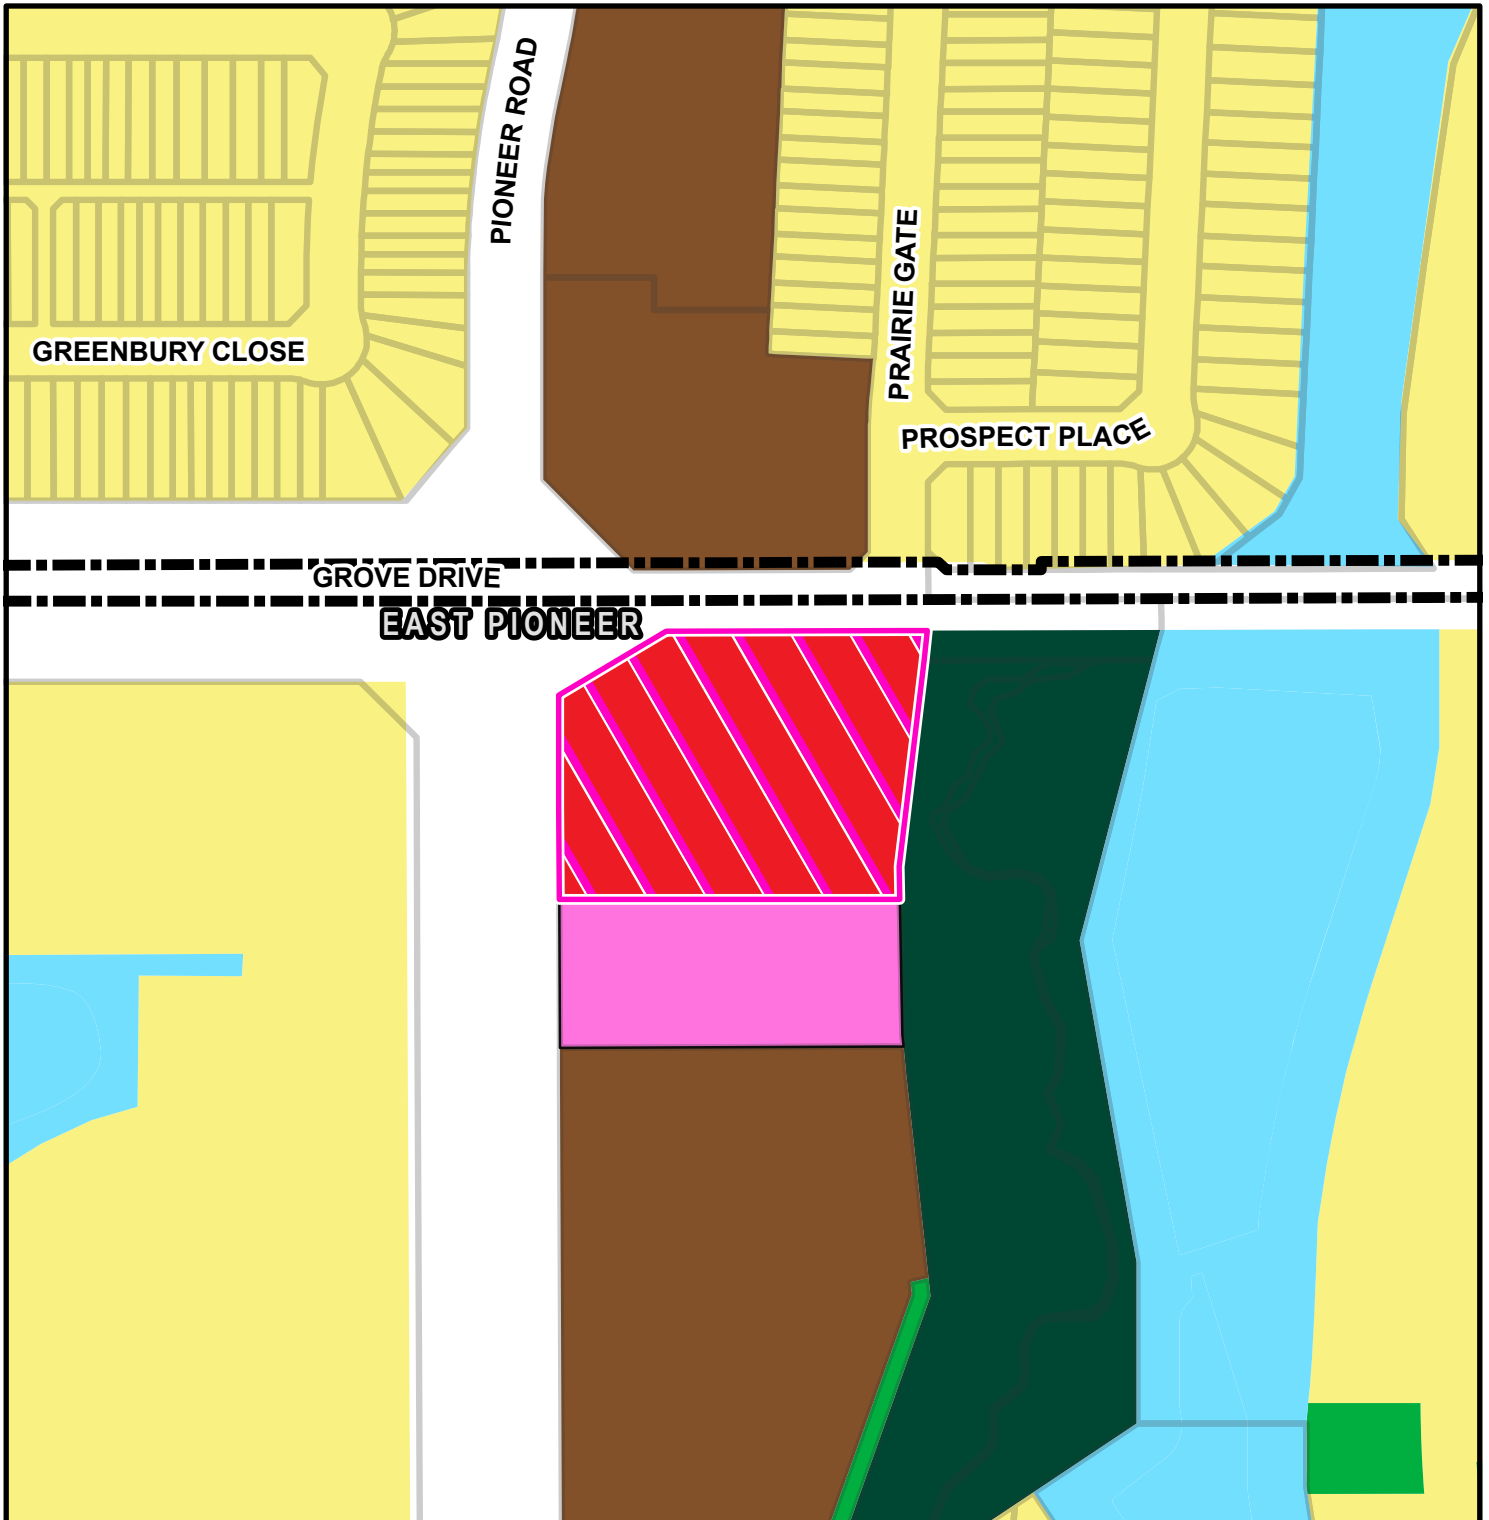 PIONEER ROAD
PRAIRIE GATE
GREENBURY CLOSE
PROSPECT PLACE
GROVE DRIVE
EAST PIONEER